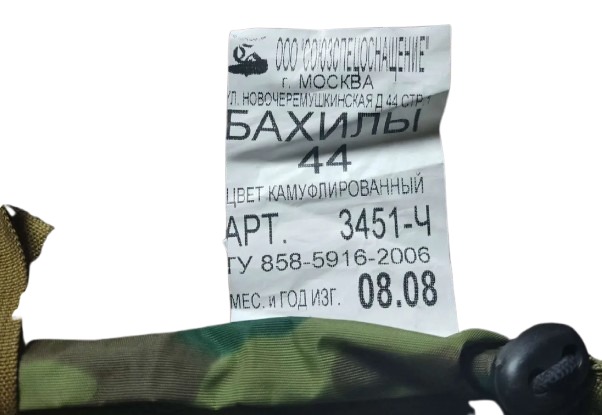 ООО "СОЮЗСПЕЦОСНАЩЕНИЕ"
г. МОСКВА
УЛ. НОВОЧЕРЕМУШКИНСКАЯ Д 44 СТР 1
БАХИЛЫ
44
ЦВЕТ КАМУФЛИРОВАННЫЙ
АРТ. 3451-Ч
ТУ 858-5916-2006
МЕС. и ГОД ИЗГ. 08.08